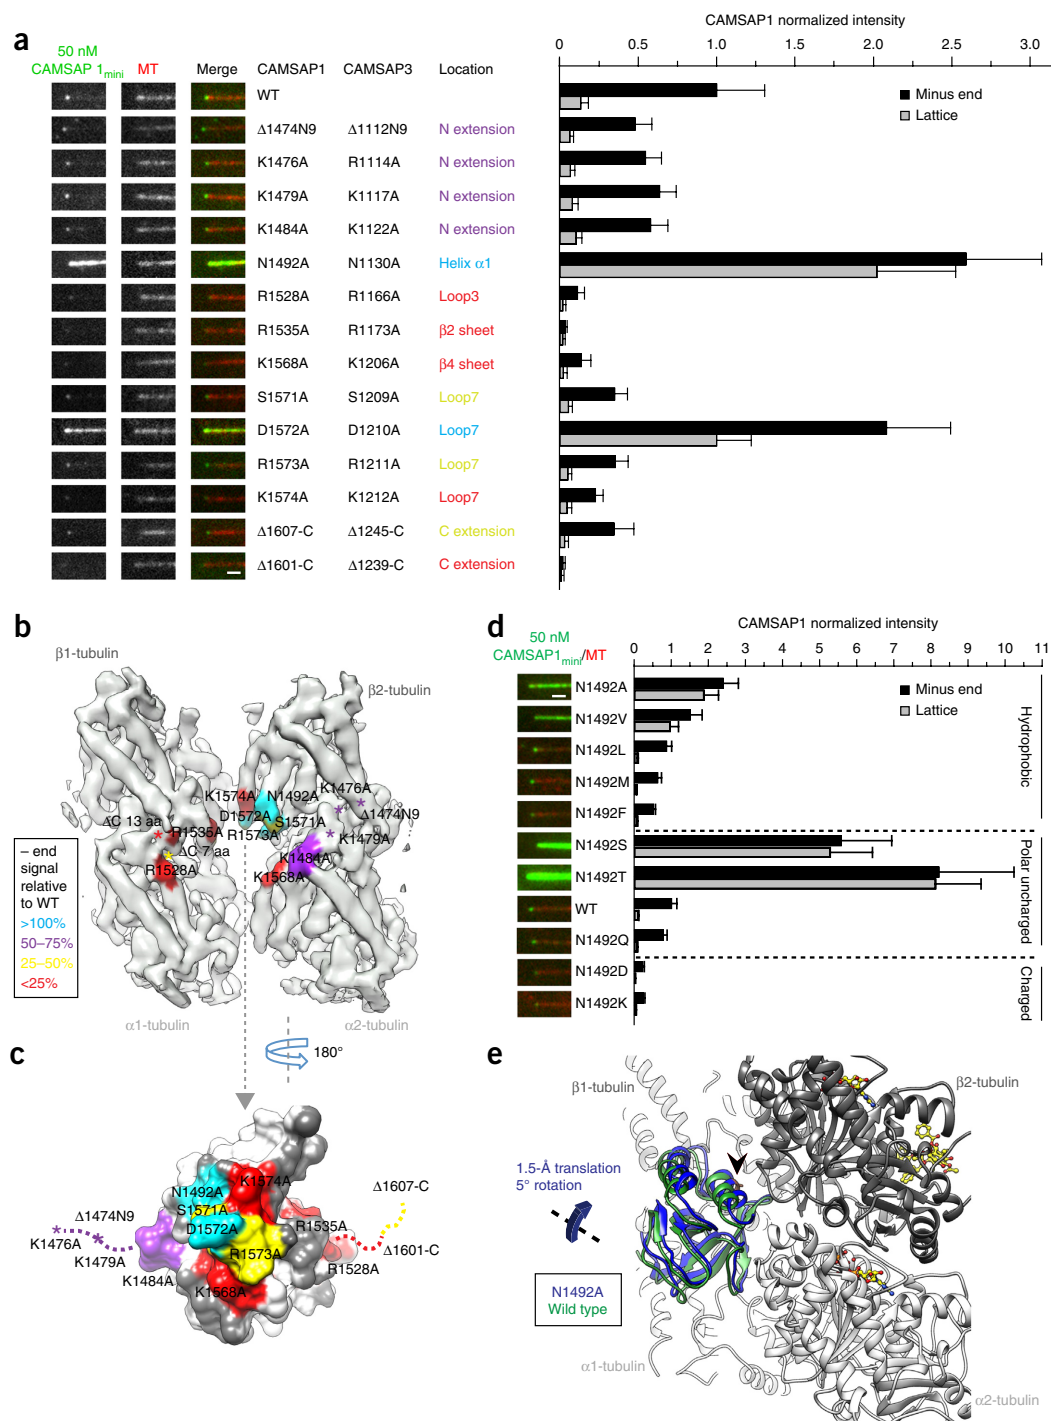 a
50 nM
CAMSAP 1mini MT Merge CAMSAP1 CAMSAP3 Location
CAMSAP1 normalized intensity
0 0.5 1.0 1.5 2.0 2.5 3.0
Minus end
Lattice
WT
Δ1474N9 Δ1112N9 N extension
K1476A R1114A N extension
K1479A K1117A N extension
K1484A K1122A N extension
N1492A N1130A Helix α1
R1528A R1166A Loop3
R1535A R1173A β2 sheet
K1568A K1206A β4 sheet
S1571A S1209A Loop7
D1572A D1210A Loop7
R1573A R1211A Loop7
K1574A K1212A Loop7
Δ1607-C Δ1245-C C extension
Δ1601-C Δ1239-C C extension
b
β1-tubulin
β2-tubulin
K1476A
K1574A N1492A
Δ1474N9
D1572A S1571A
ΔC 13 aa
R1535A R1573A
K1479A
ΔC 7 aa
K1484A
R1528A K1568A
– end
signal
relative
to WT
>100%
50–75%
25–50%
<25%
α1-tubulin
α2-tubulin
180°
c
K1574A
N1492A
S1571A
D1572A
Δ1474N9
K1476A
K1479A
K1484A
R1573A
K1568A
R1535A
R1528A
Δ1607-C
Δ1601-C
d
50 nM
CAMSAP1mini/MT
CAMSAP1 normalized intensity
0 1 2 3 4 5 6 7 8 9 10 11
Minus end
Lattice
N1492A
N1492V
N1492L
N1492M
N1492F
Hydrophobic
N1492S
N1492T
WT
N1492Q
Polar uncharged
N1492D
N1492K
Charged
e
β1-tubulin
β2-tubulin
1.5-Å translation
5° rotation
N1492A
Wild type
α1-tubulin
α2-tubulin